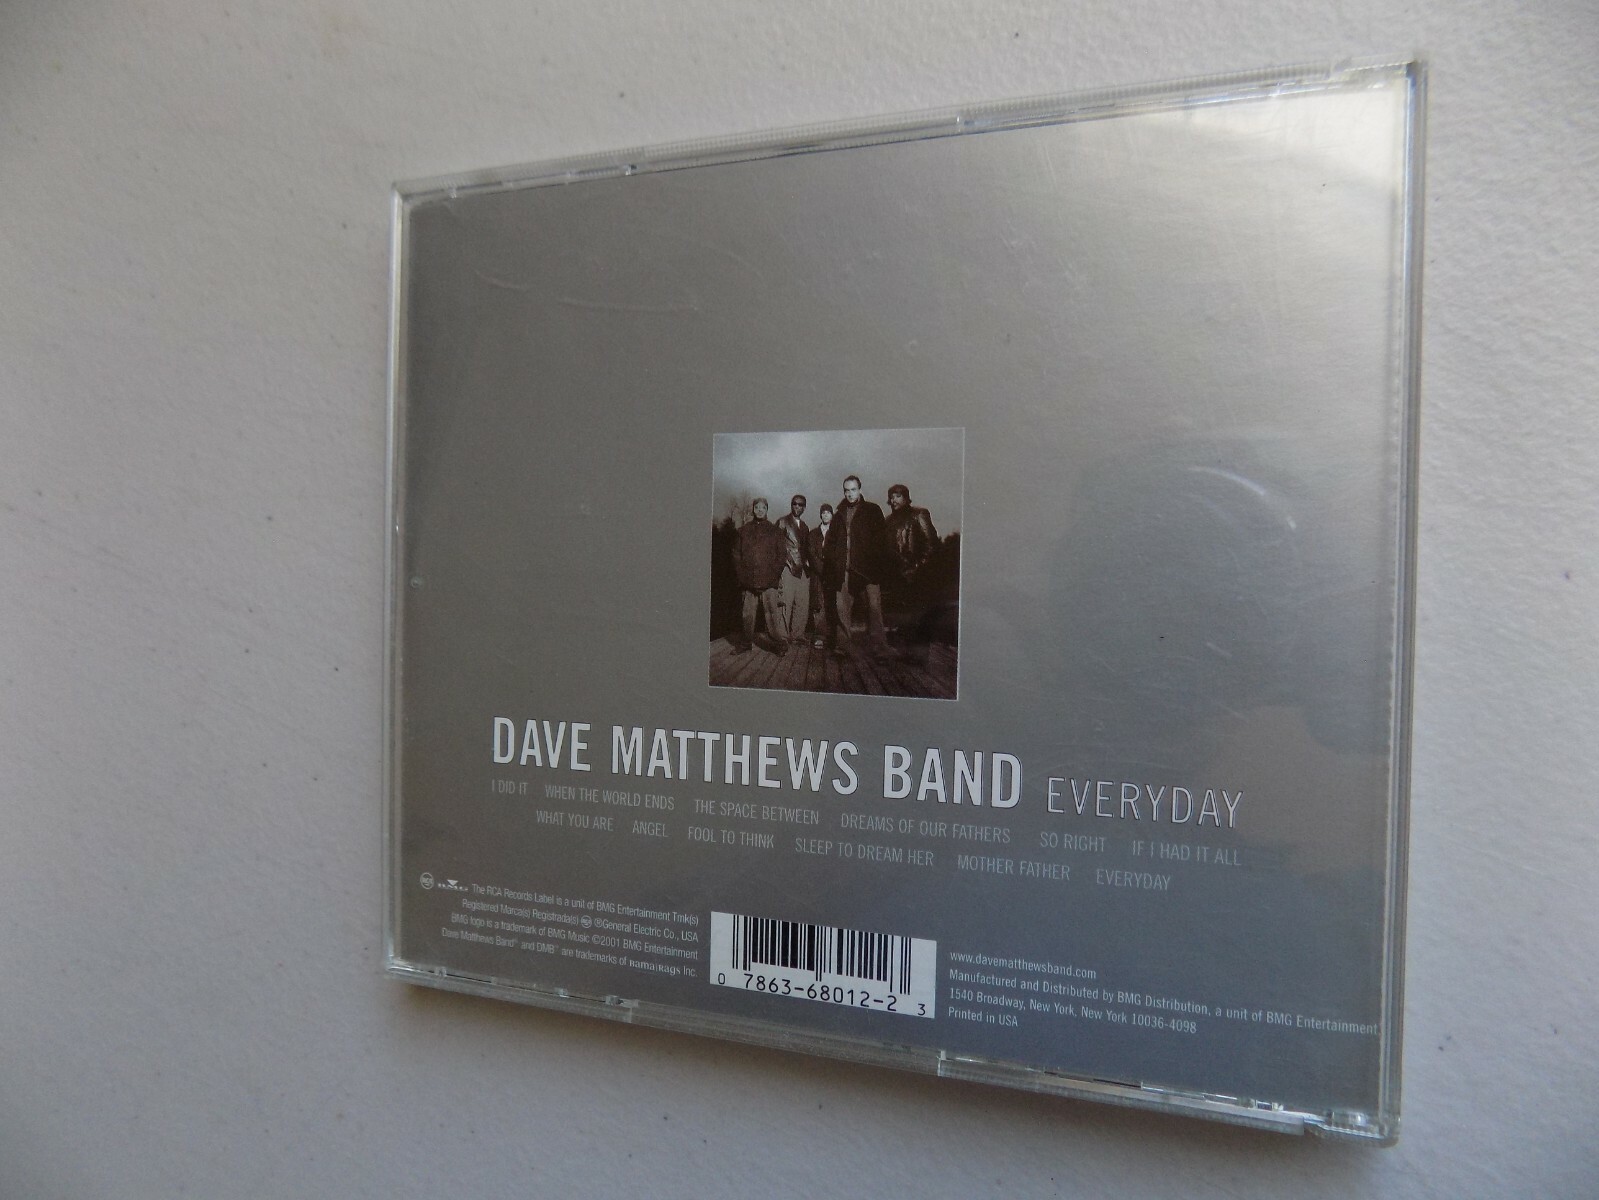 DAVE MATTHEWS BAND EVERYDAY
I DID IT WHEN THE WORLD ENDS THE SPACE BETWEEN DREAMS OF OUR FATHERS SO RIGHT IF I HAD IT ALL
WHAT YOU ARE ANGEL FOOL TO THINK SLEEP TO DREAM HER MOTHER FATHER EVERYDAY
The RCA Records Label is a unit of BMG Entertainment Tmk(s)
Registered Marca(s) Registrada(s) ®General Electric Co., USA
BMG logo is a trademark of BMG Music ©2001 BMG Entertainment
Dave Matthews Band and DMB are trademarks of bama rags Inc.
0 7863-68012-2 3
www.davematthewsband.com
Manufactured and Distributed by BMG Distribution, a unit of BMG Entertainment,
1540 Broadway, New York, New York 10036-4098
Printed in USA